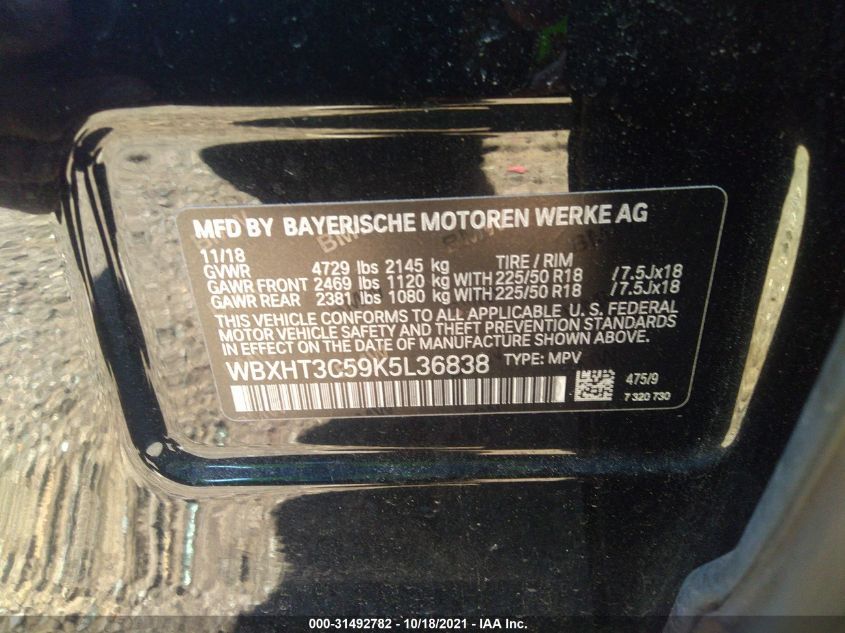 MFD BY BAYERISCHE MOTOREN WERKE AG
11/18
GVWR 4729 lbs 2145 kg TIRE / RIM
GAWR FRONT 2469 lbs 1120 kg WITH 225/50 R18 /7.5Jx18
GAWR REAR 2381 lbs 1080 kg WITH 225/50 R18 /7.5Jx18
THIS VEHICLE CONFORMS TO ALL APPLICABLE U. S. FEDERAL
MOTOR VEHICLE SAFETY AND THEFT PREVENTION STANDARDS
IN EFFECT ON THE DATE OF MANUFACTURE SHOWN ABOVE.
WBXHT3C59K5L36838 TYPE: MPV
475/9
7 320 730
000-31492782 - 10/18/2021 - IAA Inc.